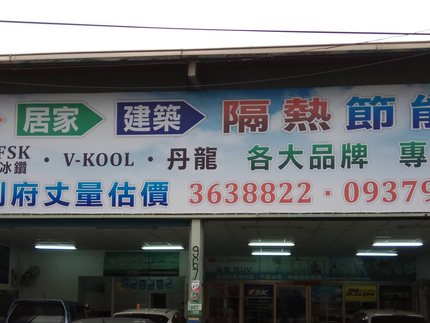 居家 建築 隔熱節能
FSK
冰鑽 · V-KOOL · 丹龍 各大品牌 專
到府丈量估價 3638822 · 09379
FSK